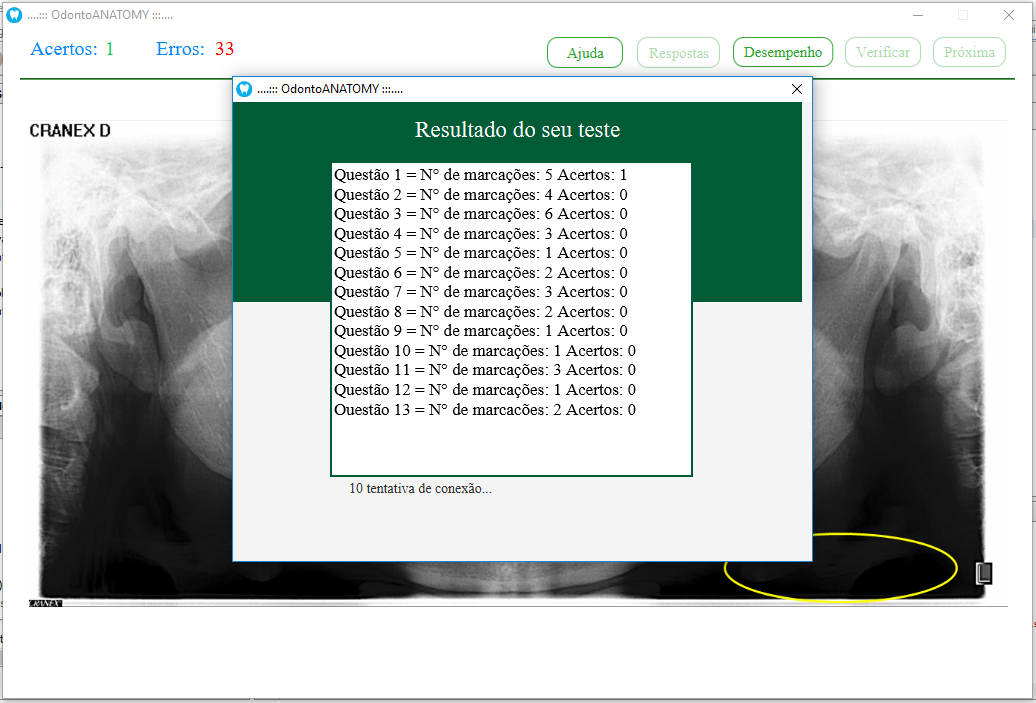 ....::: OdontoANATOMY :::....
Acertos: 1 Erros: 33
Ajuda Respostas Desempenho Verificar Próxima
....::: OdontoANATOMY :::....
CRANEX D
Resultado do seu teste
Questão 1 = N° de marcações: 5 Acertos: 1
Questão 2 = N° de marcações: 4 Acertos: 0
Questão 3 = N° de marcações: 6 Acertos: 0
Questão 4 = N° de marcações: 3 Acertos: 0
Questão 5 = N° de marcações: 1 Acertos: 0
Questão 6 = N° de marcações: 2 Acertos: 0
Questão 7 = N° de marcações: 3 Acertos: 0
Questão 8 = N° de marcações: 2 Acertos: 0
Questão 9 = N° de marcações: 1 Acertos: 0
Questão 10 = N° de marcações: 1 Acertos: 0
Questão 11 = N° de marcações: 3 Acertos: 0
Questão 12 = N° de marcações: 1 Acertos: 0
Questão 13 = N° de marcações: 2 Acertos: 0
10 tentativa de conexão...
L
CRANEX